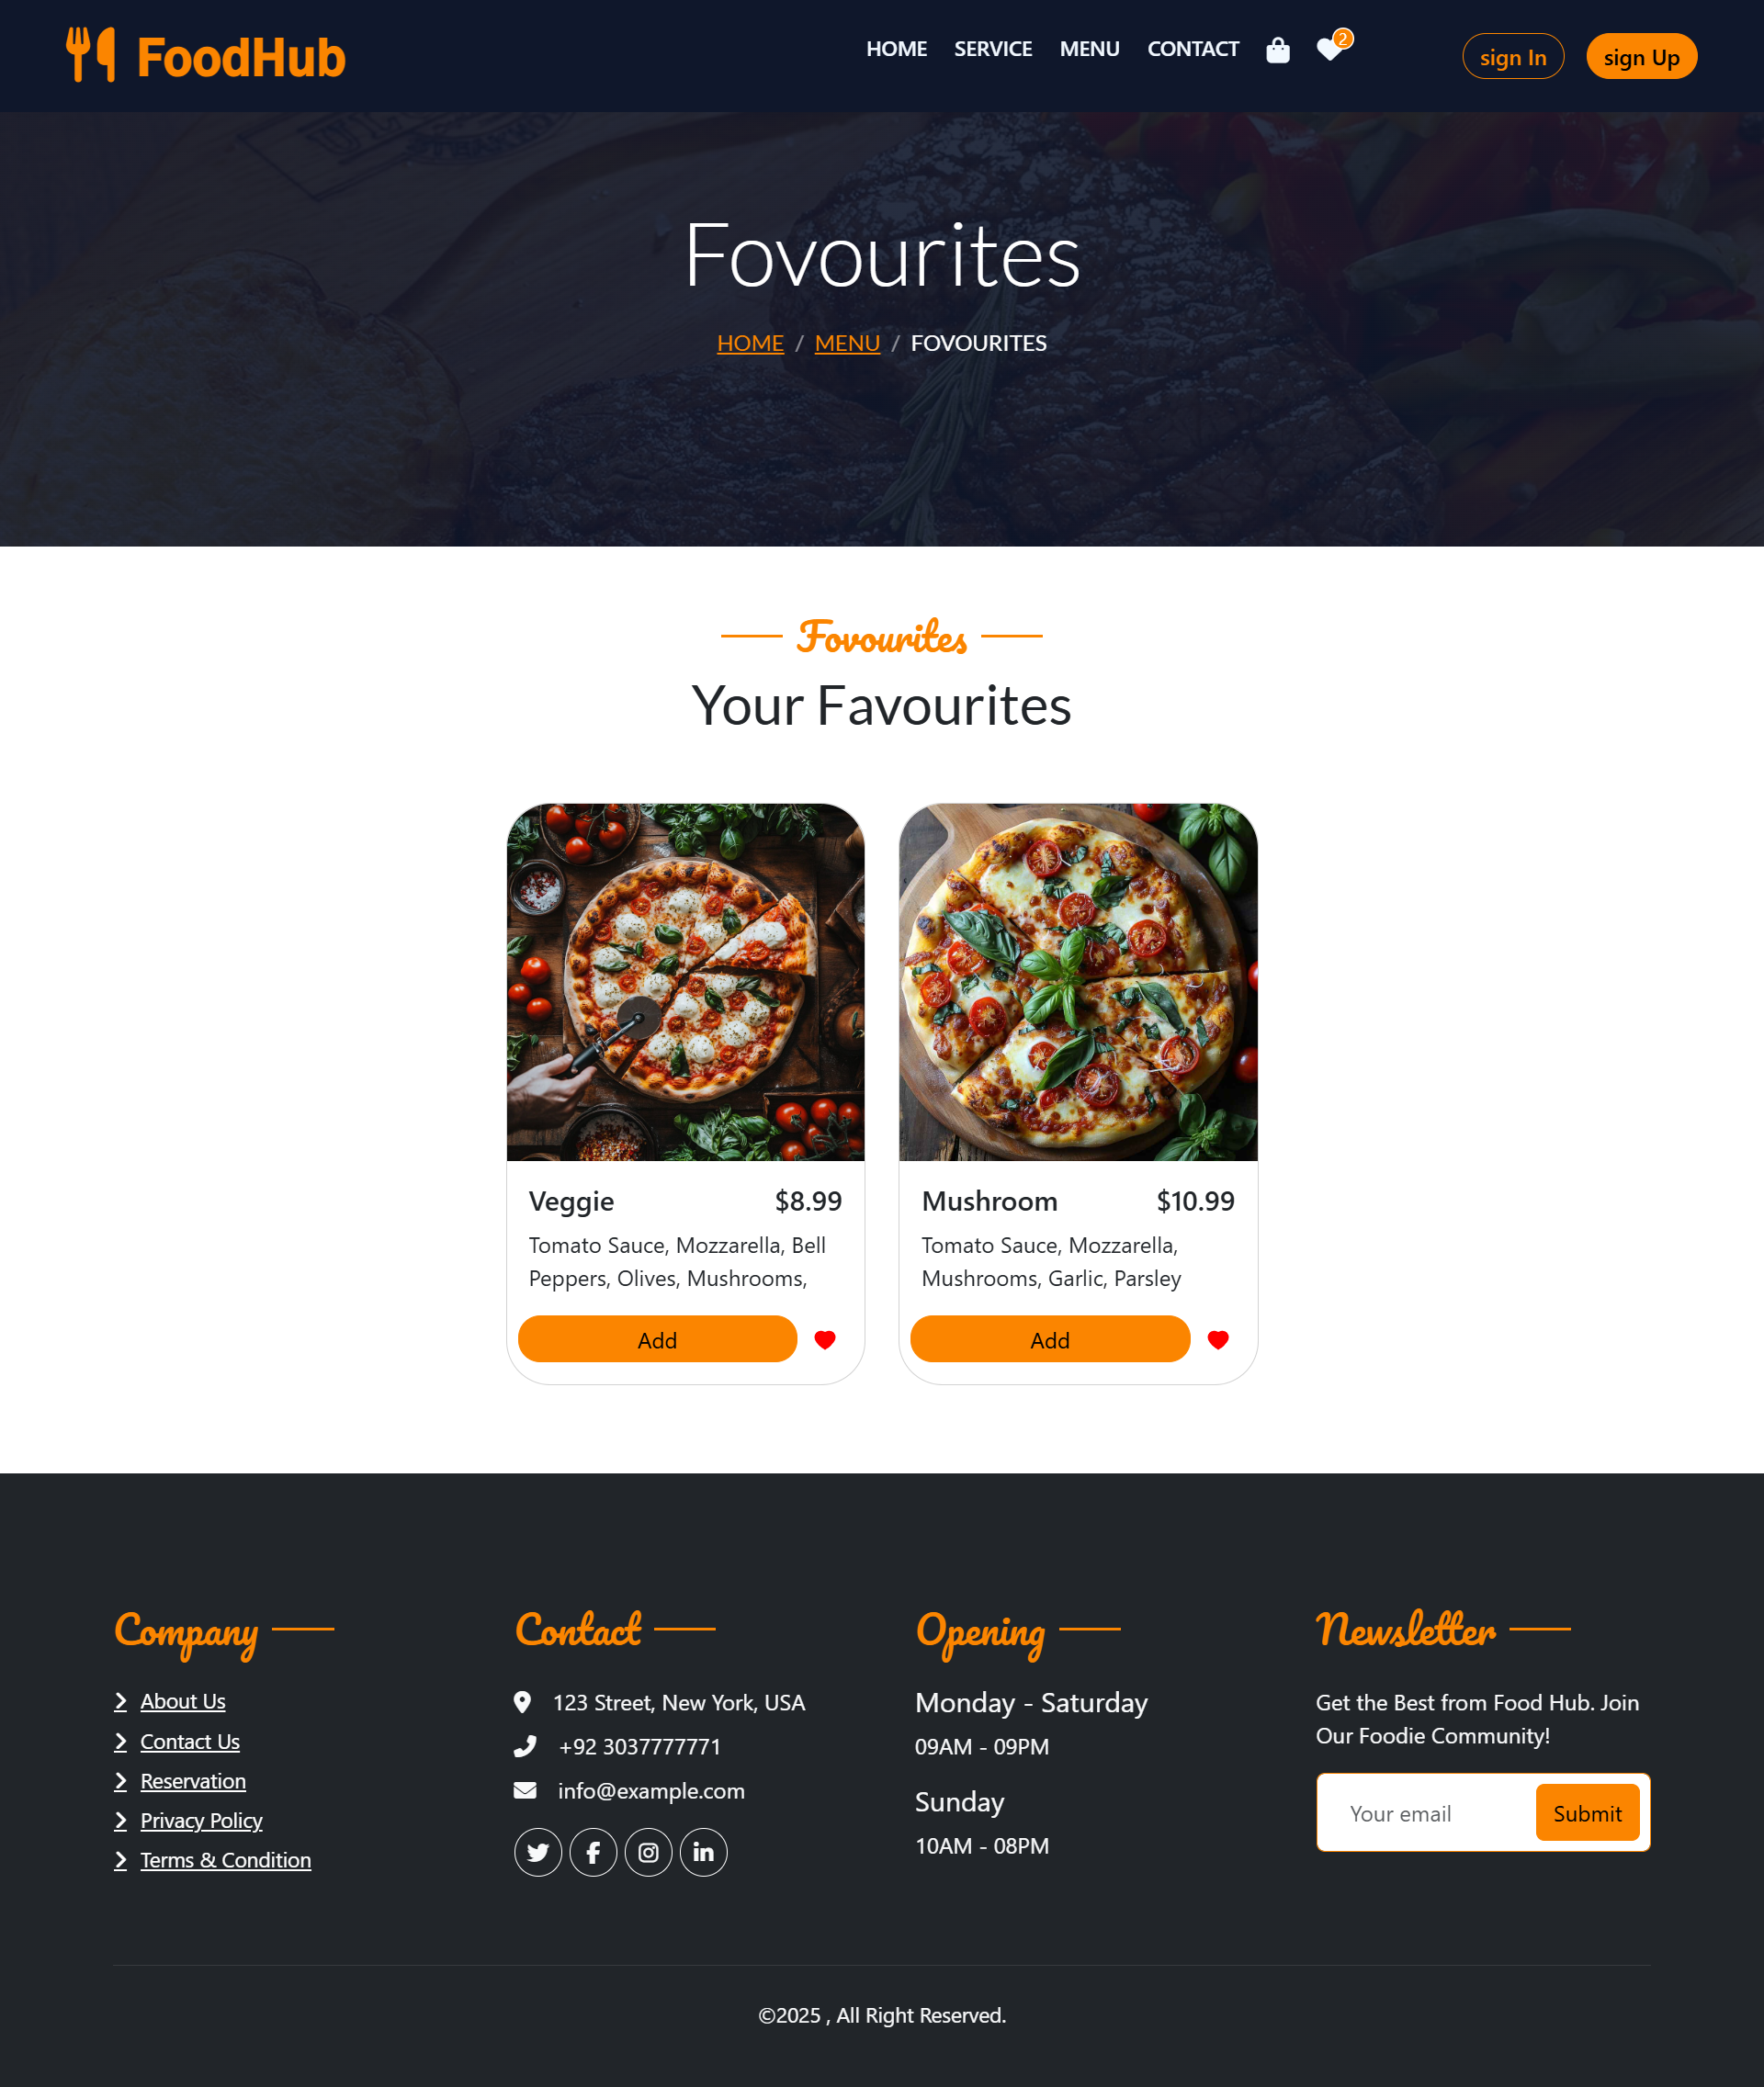 FoodHub
HOME SERVICE MENU CONTACT 2
sign In sign Up
Fovourites
HOME / MENU / FOVOURITES
Fovourites
Your Favourites
Veggie $8.99
Tomato Sauce, Mozzarella, Bell
Peppers, Olives, Mushrooms,
Add
Mushroom $10.99
Tomato Sauce, Mozzarella,
Mushrooms, Garlic, Parsley
Add
Company
About Us
Contact Us
Reservation
Privacy Policy
Terms & Condition
Contact
123 Street, New York, USA
+92 3037777771
info@example.com
Opening
Monday - Saturday
09AM - 09PM
Sunday
10AM - 08PM
Newsletter
Get the Best from Food Hub. Join
Our Foodie Community!
Your email Submit
©2025 , All Right Reserved.